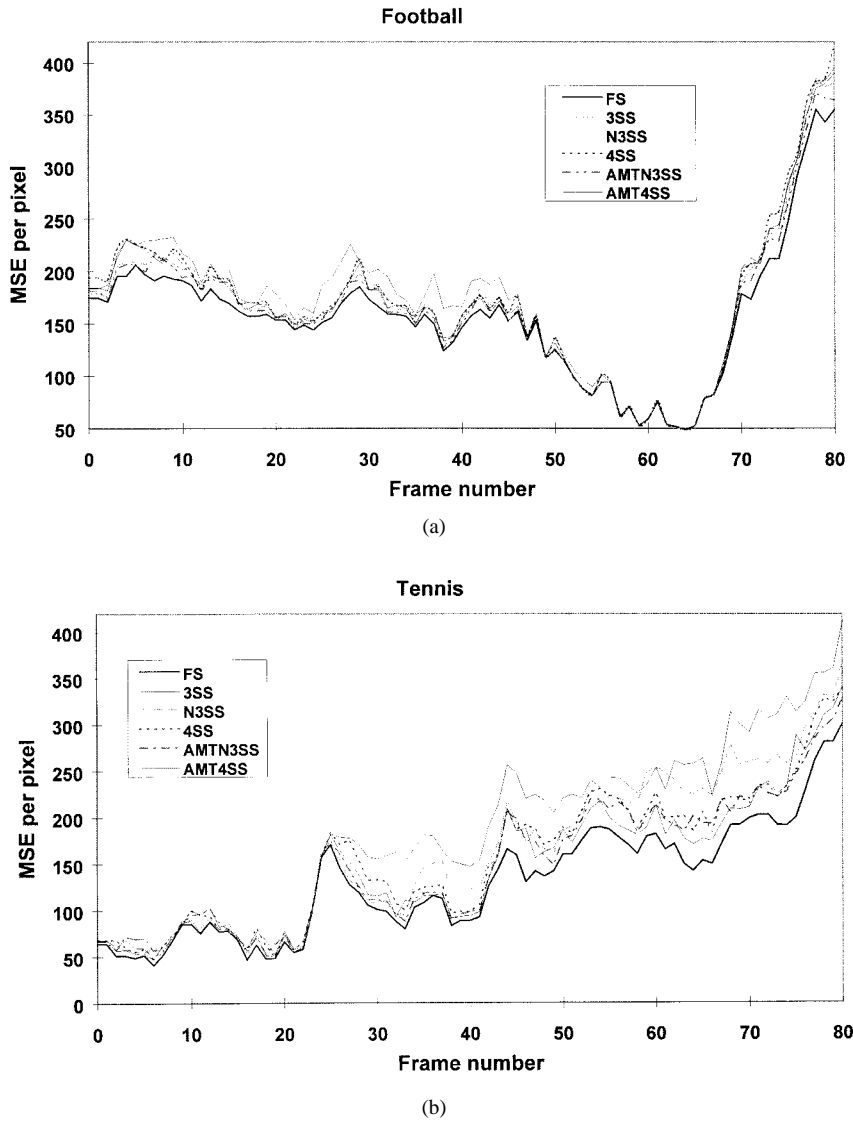 Football
400
350
300
250
200
150
100
50
MSE per pixel
FS
3SS
N3SS
4SS
AMTN3SS
AMT4SS
0 10 20 30 40 50 60 70 80
Frame number
(a)
Tennis
400
350
300
250
200
150
100
50
0
MSE per pixel
FS
3SS
N3SS
4SS
AMTN3SS
AMT4SS
0 10 20 30 40 50 60 70 80
Frame number
(b)